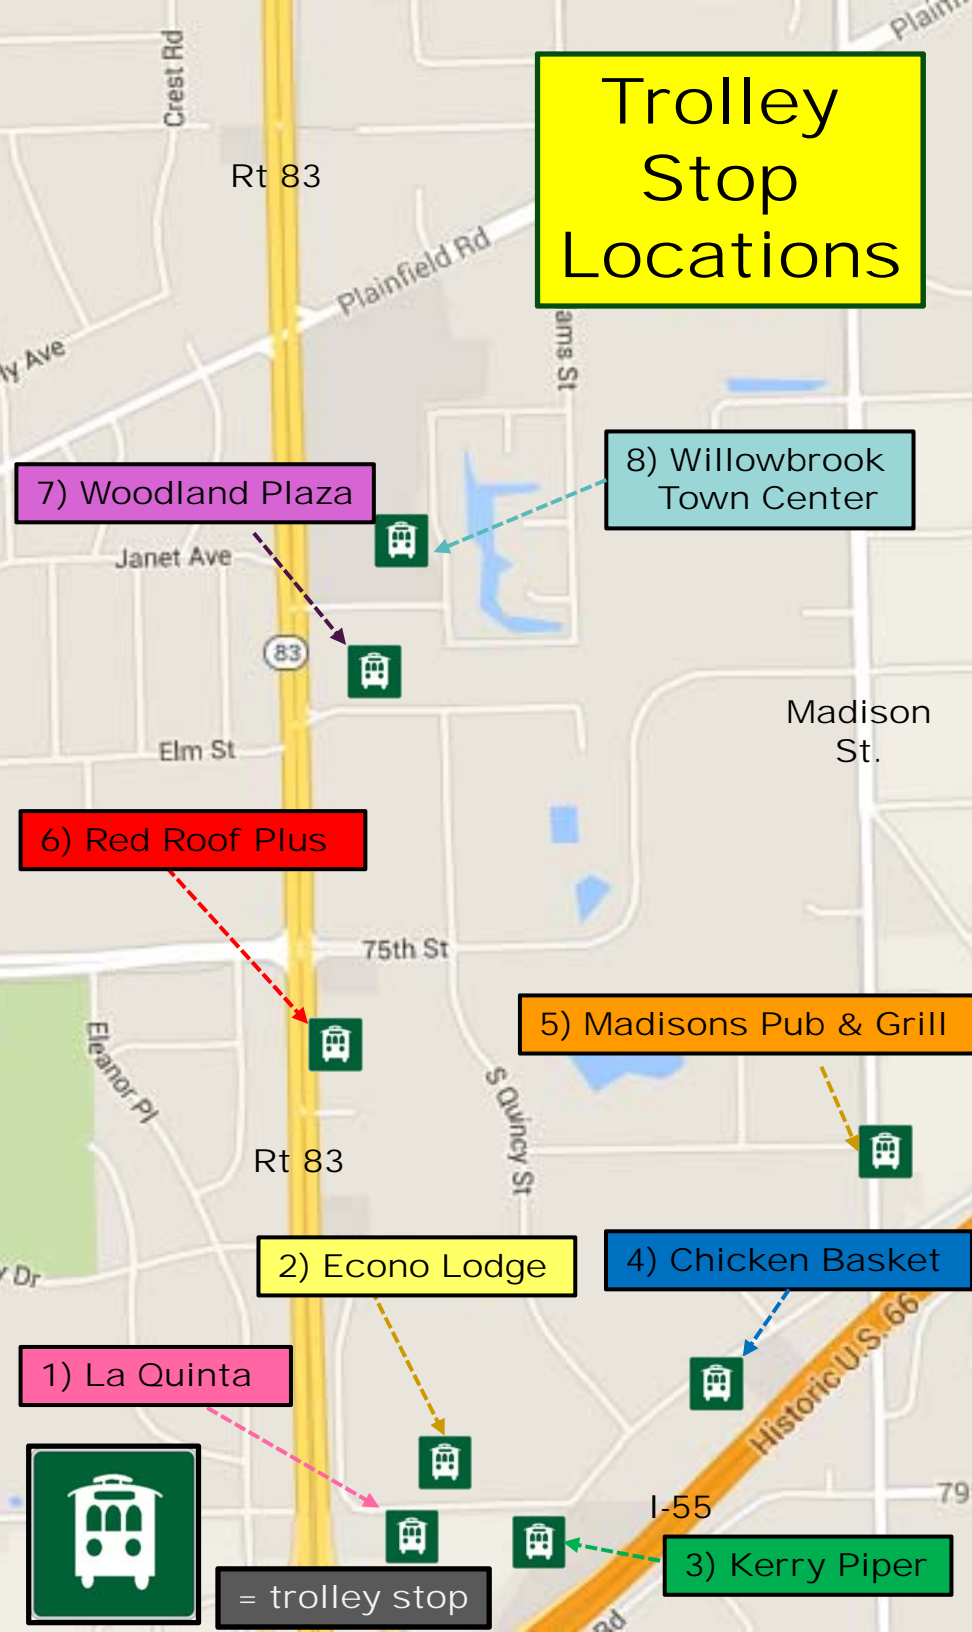 Plainf
Crest Rd
Trolley
Stop
Locations
Rt 83
Plainfield Rd
ams St
ly Ave
8) Willowbrook
Town Center
7) Woodland Plaza
Janet Ave
83
Madison
St.
Elm St
6) Red Roof Plus
75th St
5) Madisons Pub & Grill
Eleanor Pl
S Quincy St
Rt 83
4) Chicken Basket
2) Econo Lodge
y Dr
Historic U.S. 66
1) La Quinta
79
I-55
3) Kerry Piper
= trolley stop
Rd